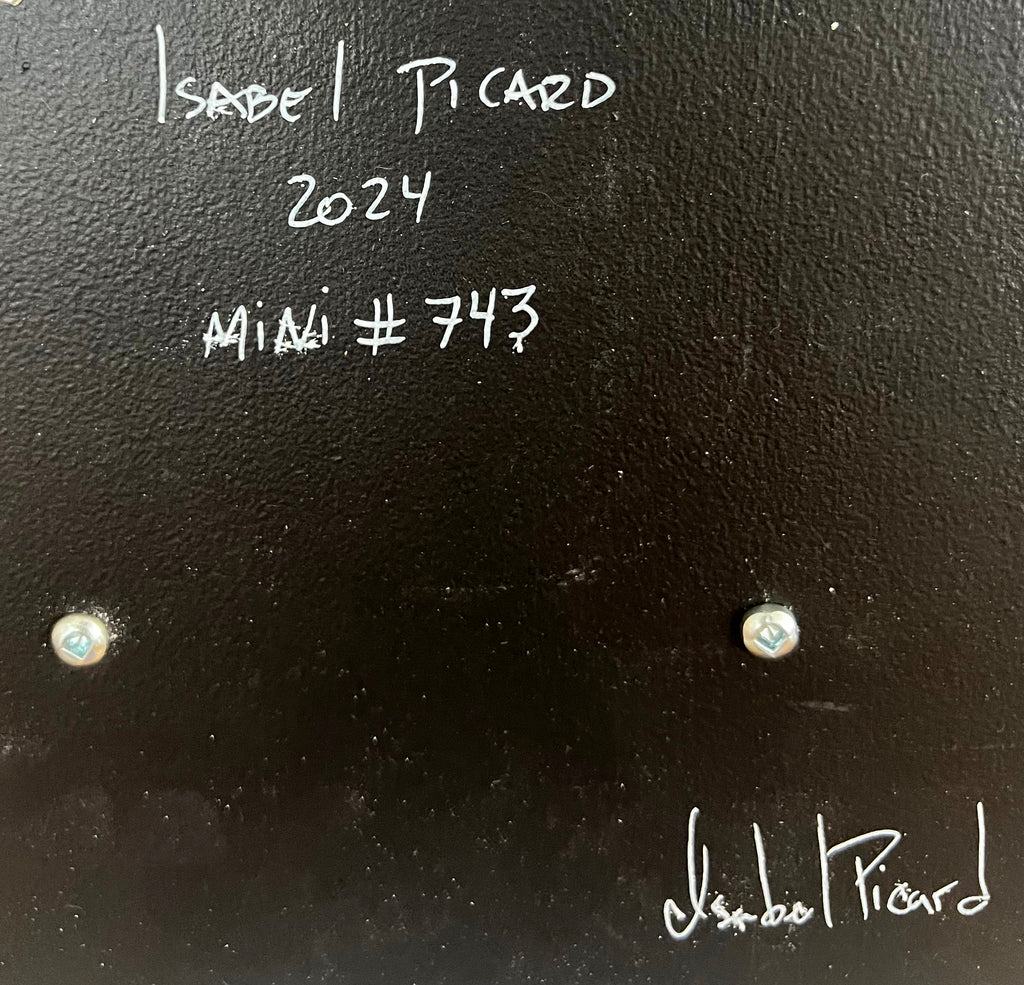 Isabel Picard
2024
Mini # 743
Isabel Picard